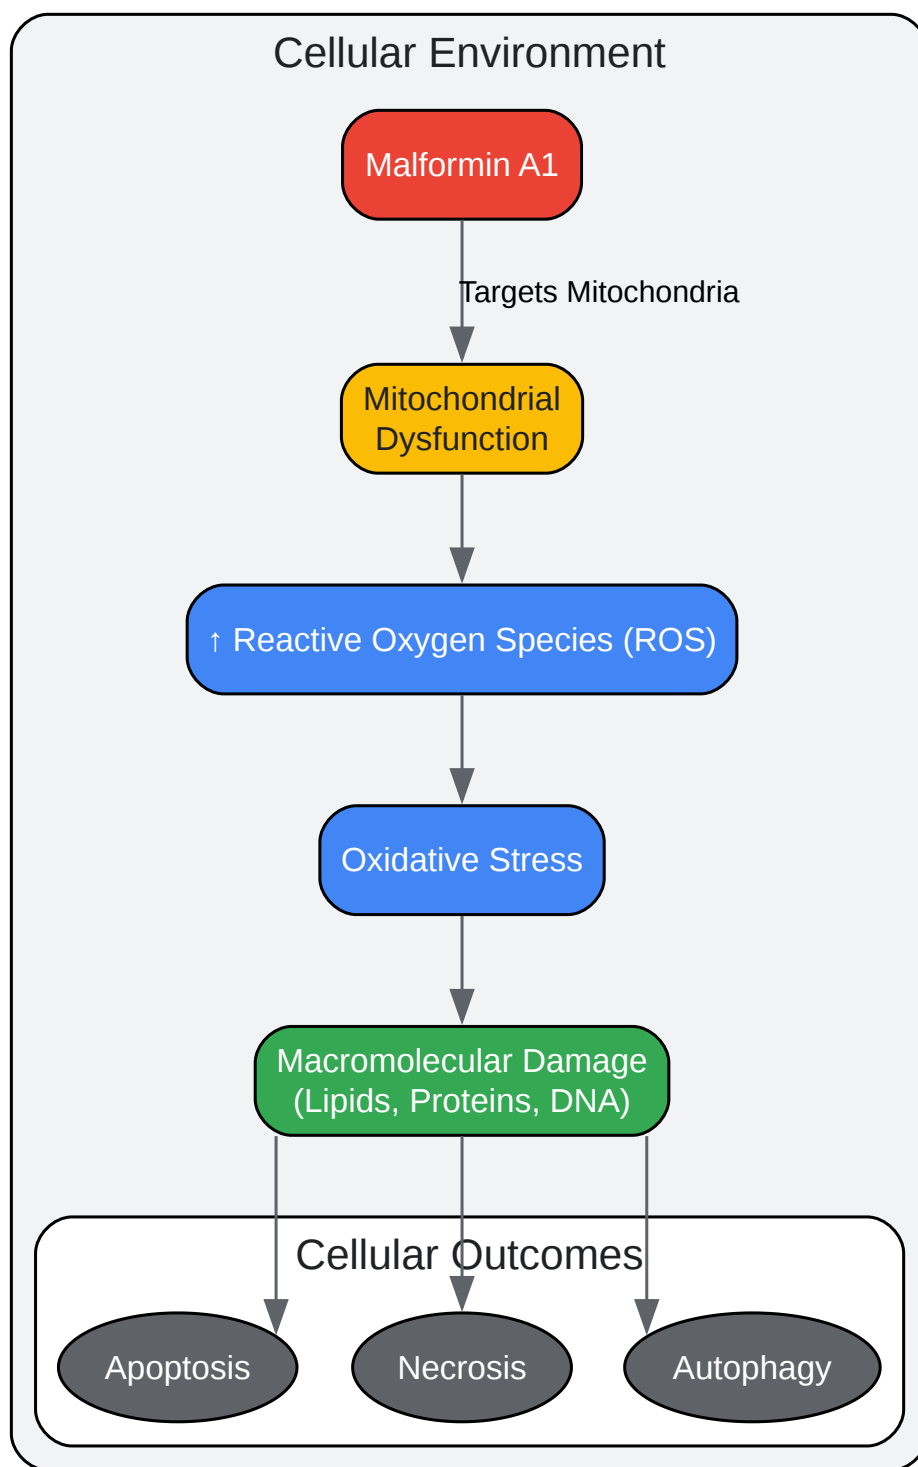 Cellular Environment
Malformin A1
Targets Mitochondria
Mitochondrial
Dysfunction
↑ Reactive Oxygen Species (ROS)
Oxidative Stress
Macromolecular Damage
(Lipids, Proteins, DNA)
Cellular Outcomes
Apoptosis
Necrosis
Autophagy